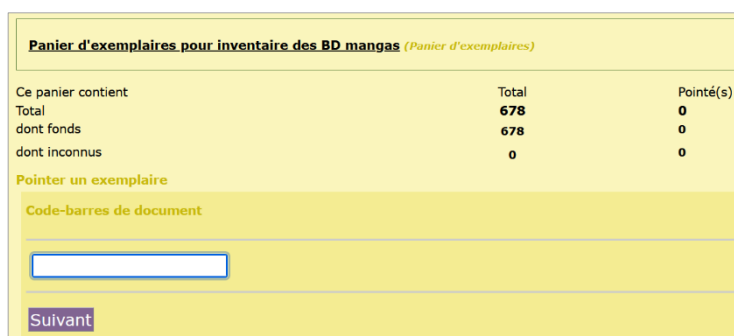 Panier d'exemplaires pour inventaire des BD mangas (Panier d'exemplaires)
Ce panier contient Total Pointé(s)
Total 678 0
dont fonds 678 0
dont inconnus 0 0
Pointer un exemplaire
Code-barres de document
Suivant